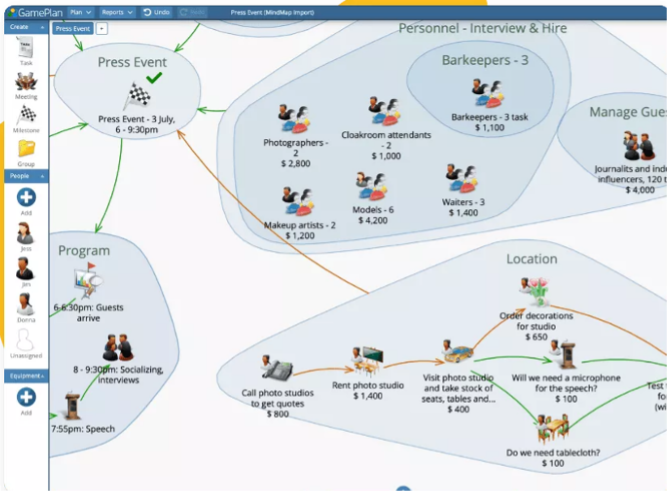 GamePlan
Plan
Reports
Undo
Press Event (MindMap Import)
Create
Press Event
Task
Meeting
Milestone
Group
People
Add
Jess
Jen
Donna
Unassigned
Equipment
Add
Press Event
Press Event - 3 July,
6 - 9:30pm
Personnel - Interview & Hire
Barkeepers - 3
Barkeepers - 3 task
$ 1,100
Photographers -
2
$ 2,800
Cloakroom attendants
- 2
$ 1,000
Makeup artists - 2
$ 1,200
Models - 6
$ 4,200
Waiters - 3
$ 1,400
Manage Gues
Journalits and inde
influencers, 120 t
$ 4,000
Program
6-6:30pm: Guests
arrive
8 - 9:30pm: Socializing,
interviews
7:55pm: Speech
Location
Order decorations
for studio
$ 650
Call photo studios
to get quotes
$ 800
Rent photo studio
$ 1,400
Visit photo studio
and take stock of
seats, tables and...
$ 400
Will we need a microphone
for the speech?
$ 100
Do we need tablecloth?
$ 100
Test
fo
(wi